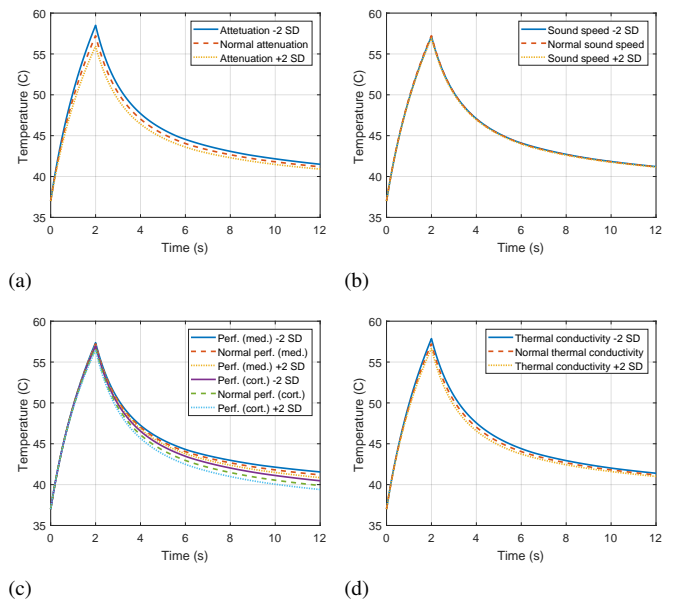 60
55
50
45
40
35
Temperature (C)
0 2 4 6 8 10 12
Time (s)
Attetuation -2 SD
Normal attenuation
Attenuation +2 SD
(a)
60
55
50
45
40
35
Temperature (C)
0 2 4 6 8 10 12
Time (s)
Sound speed -2 SD
Normal sound speed
Sound speed +2 SD
(b)
60
55
50
45
40
35
Temperature (C)
0 2 4 6 8 10 12
Time (s)
Perf. (med.) -2 SD
Normal perf. (med.)
Perf. (med.) +2 SD
Perf. (cort.) -2 SD
Normal perf. (cort.)
Perf. (cort.) +2 SD
(c)
60
55
50
45
40
35
Temperature (C)
0 2 4 6 8 10 12
Time (s)
Thermal conductivity -2 SD
Normal thermal conductivity
Thermal conductivity +2 SD
(d)